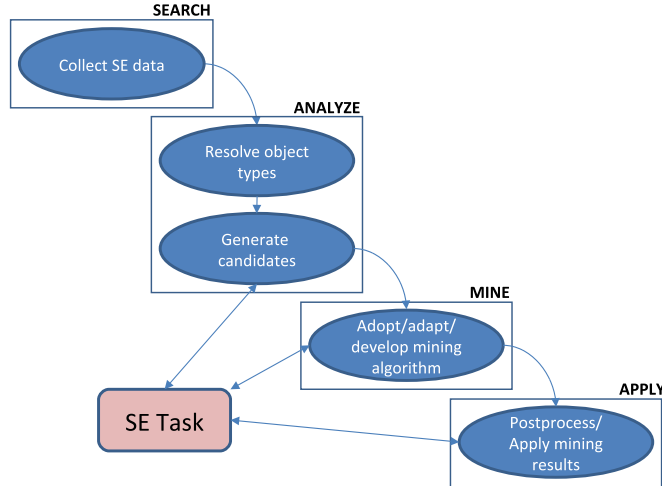 SEARCH
Collect SE data
ANALYZE
Resolve object
types
Generate
candidates
MINE
Adopt/adapt/
develop mining
algorithm
SE Task
APPLY
Postprocess/
Apply mining
results